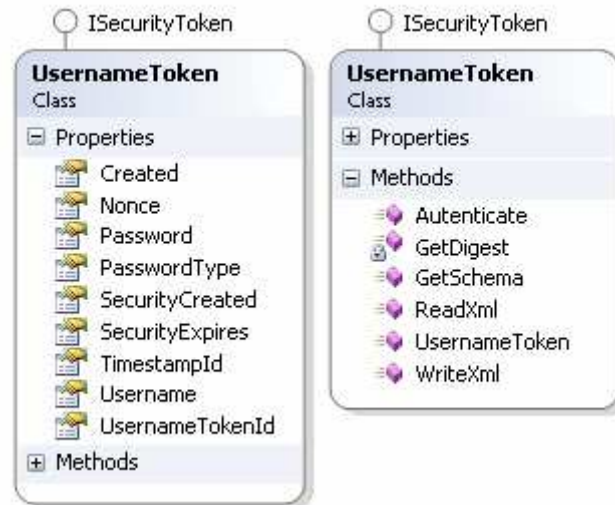 ISecurityToken
UsernameToken
Class
Properties
Created
Nonce
Password
PasswordType
SecurityCreated
SecurityExpires
TimestampId
Username
UsernameTokenId
Methods
ISecurityToken
UsernameToken
Class
Properties
Methods
Autenticate
GetDigest
GetSchema
ReadXml
UsernameToken
WriteXml